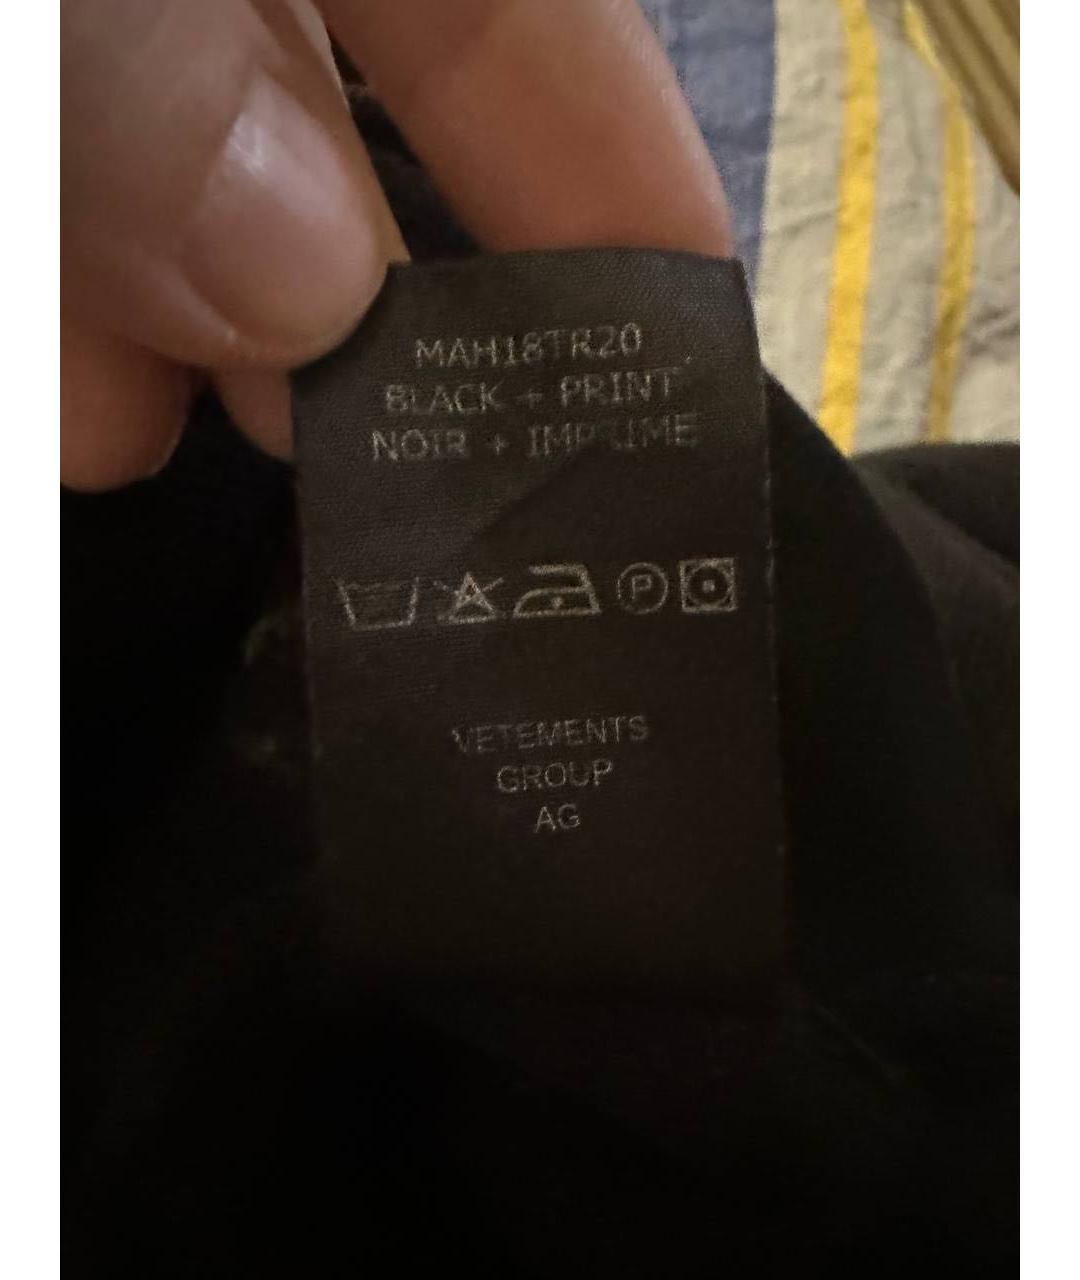 MAH18TR20
BLACK + PRINT
NOIR + IMPRIME
P
VETEMENTS
GROUP
AG